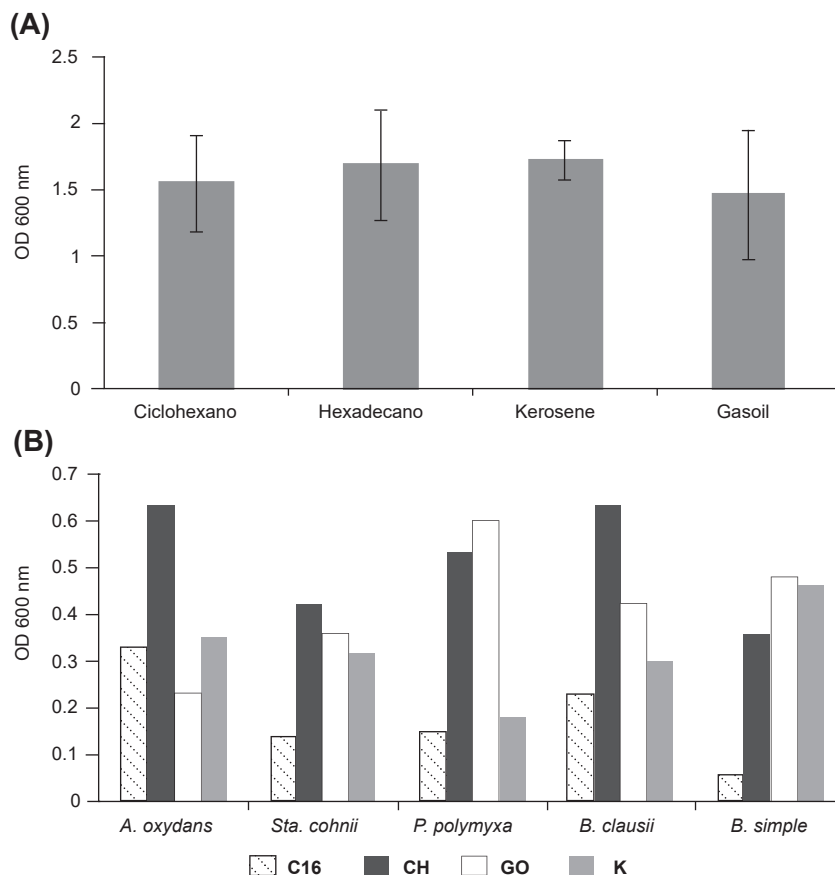 (A)
2.5
2
1.5
1
0.5
0
OD 600 nm
Ciclohexano Hexadecano Kerosene Gasoil
(B)
0.7
0.6
0.5
0.4
0.3
0.2
0.1
0
OD 600 nm
A. oxydans Sta. cohnii P. polymyxa B. clausii B. simple
C16 CH GO K